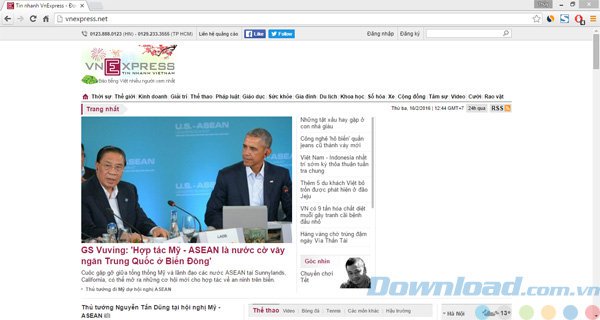 Tin nhanh VnExpress - Đọ
vnexpress.net
0123.888.0123 (HN) - 0129.233.3555 (TP HCM)
Liên hệ quảng cáo
Like
Follow
Đăng nhập
Đăng ký
VNEXPRESS
TIN NHANH VIỆT NAM
Báo tiếng Việt nhiều người xem nhất
Thời sự Thế giới Kinh doanh Giải trí Thể thao Pháp luật Giáo dục Sức khỏe Gia đình Du lịch Khoa học Số hóa Xe Cộng đồng Tâm sự Video Cười Rao vặt
Trang nhất
Thứ ba, 16/2/2016 | 12:44 GMT+7
24h qua
RSS
U.S.-ASEAN
U.S.-ASEAN
LAOS
GS Vuving: 'Hợp tác Mỹ - ASEAN là nước cờ vây
ngăn Trung Quốc ở Biển Đông'
Cuộc gặp gỡ giữa tổng thống Mỹ và lãnh đạo các nước ASEAN tại Sunnylands,
California, có thể mở ra những cơ hội mới cho hợp tác về an ninh trên biển.
Thủ tướng đi Mỹ dự hội nghị ASEAN
Những tật xấu hay gặp ở
con nhà giàu
Công nghệ 'hô biến' quần
jeans cũ thành váy mới
Việt Nam - Indonesia nhất
trí sớm ký thỏa thuận tuần
tra chung
Thêm 5 du khách Việt bỏ
trốn được phát hiện ở đảo
Jeju
VN có 9 tấn hóa chất diệt
muỗi gây tranh cãi bệnh
đầu nhỏ
Hàng vàng chờ trúng đậm
ngày Vía Thần Tài
Góc nhìn
Chuyện chơi
Tết
Thủ tướng Nguyễn Tấn Dũng tại hội nghị Mỹ -
ASEAN
Thể thao
Video
Bóng đá
Tennis
Các môn khác
Hậu trường
Hà Nội
13°
Download.com.vn